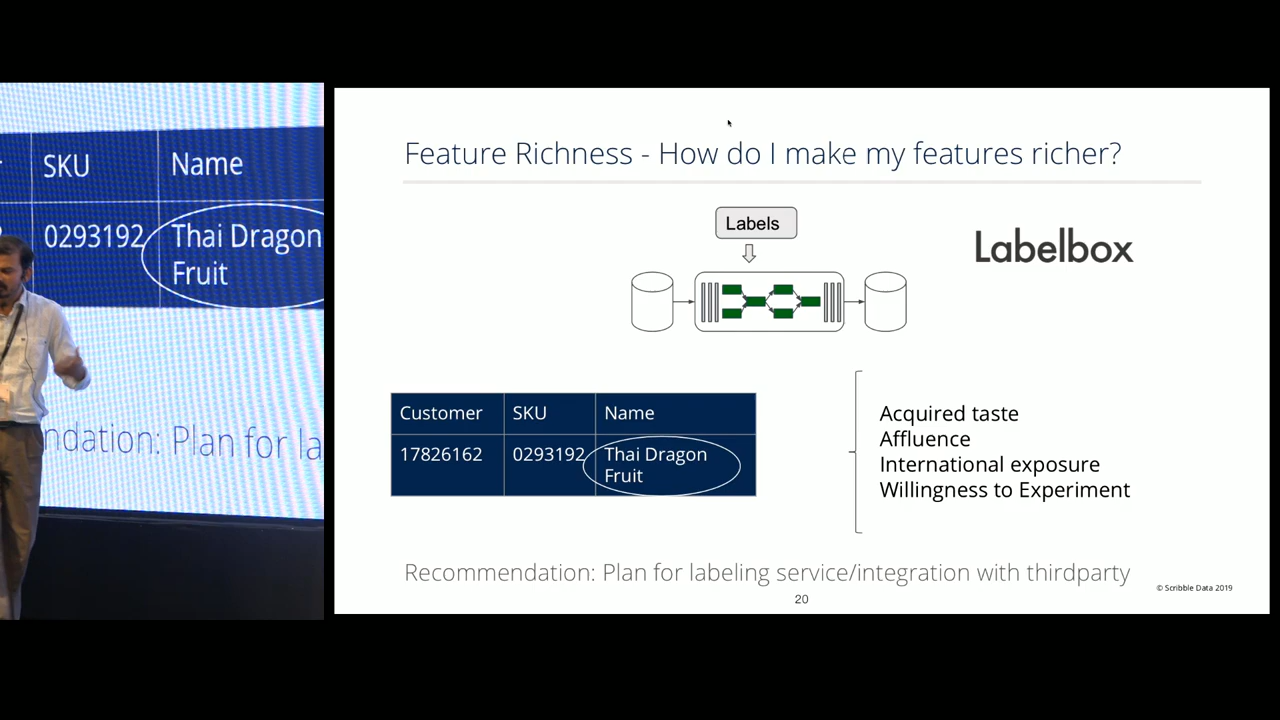 SKU
Name
0293192
Thai Dragon
Fruit
ndation: Plan for la
Feature Richness - How do I make my features richer?
Labels
Labelbox
Customer
SKU
Name
17826162
0293192
Thai Dragon
Fruit
Acquired taste
Affluence
International exposure
Willingness to Experiment
Recommendation: Plan for labeling service/integration with thirdparty
20
© Scribble Data 2019